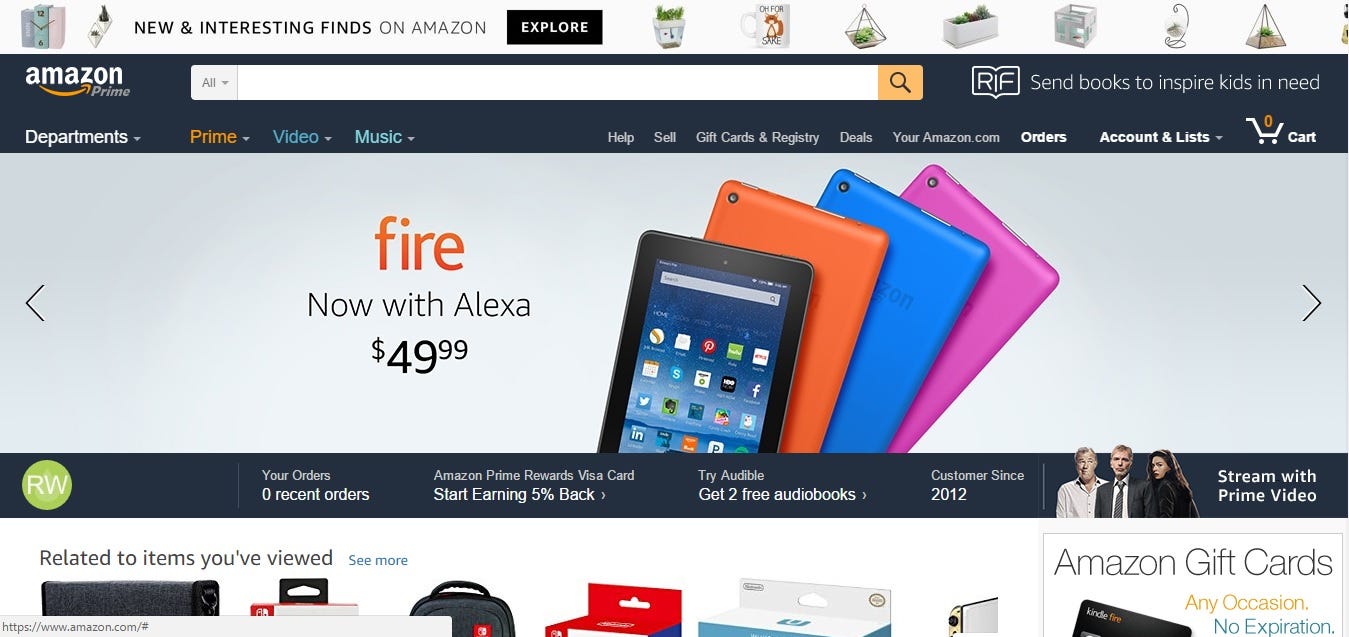 NEW & INTERESTING FINDS ON AMAZON EXPLORE
OH FOR
SAKE
amazon
Prime
All
RIF Send books to inspire kids in need
Departments Prime Video Music Help Sell Gift Cards & Registry Deals Your Amazon.com Orders Account & Lists 0 Cart
fire
Now with Alexa
$49.99
Search
HOME
RW
Your Orders
0 recent orders
Amazon Prime Rewards Visa Card
Start Earning 5% Back ›
Try Audible
Get 2 free audiobooks ›
Customer Since
2012
Stream with
Prime Video
Related to items you've viewed See more
Amazon Gift Cards
Any Occasion.
No Expiration.
kindle fire
Nintendo
https://www.amazon.com/#